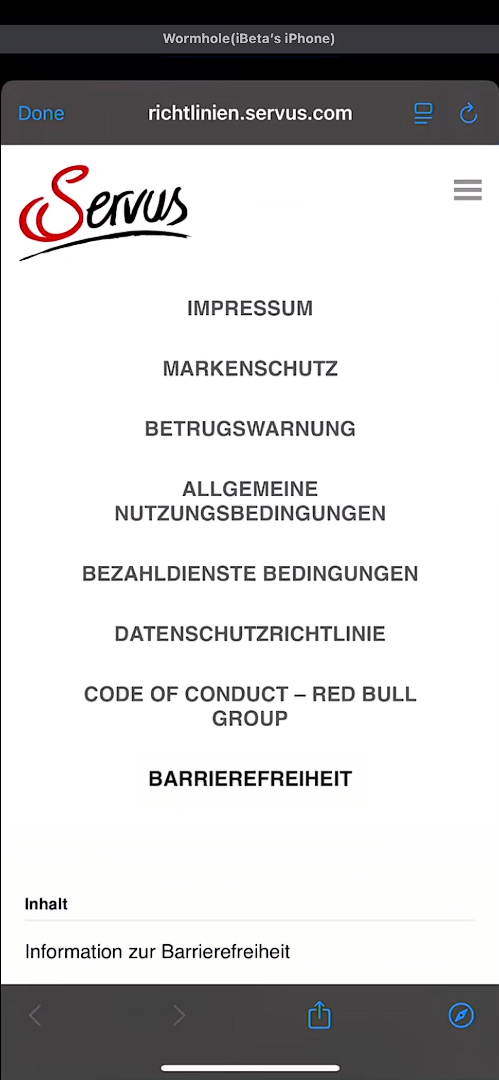 Wormhole(iBeta's iPhone)
Done
richtlinien.servus.com
Servus
IMPRESSUM
MARKENSCHUTZ
BETRUGSWARNUNG
ALLGEMEINE
NUTZUNGSBEDINGUNGEN
BEZAHLDIENSTE BEDINGUNGEN
DATENSCHUTZRICHTLINIE
CODE OF CONDUCT – RED BULL
GROUP
BARRIEREFREIHEIT
Inhalt
Information zur Barrierefreiheit